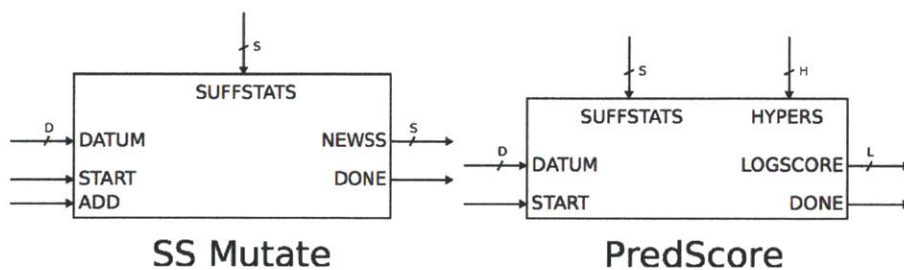 S
SUFFSTATS
D
DATUM
NEWSS
S
START
DONE
ADD
SS Mutate
S
H
SUFFSTATS
HYPERS
D
DATUM
LOGSCORE
L
START
DONE
PredScore